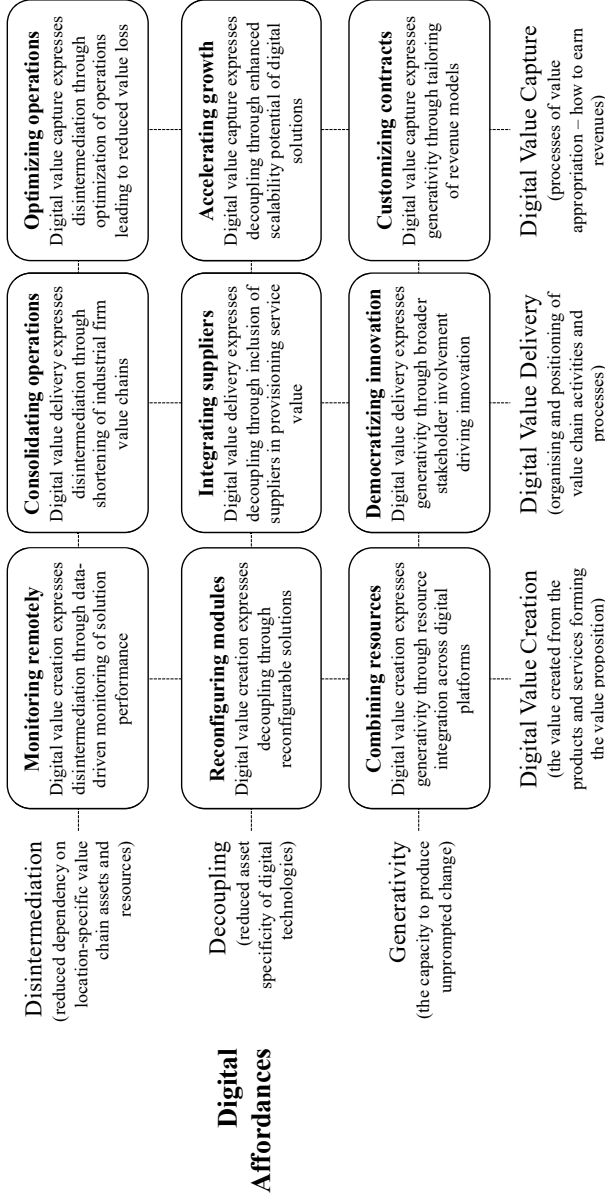 Digital
Affordances
Disintermediation
(reduced dependency on
location-specific value
chain assets and
resources)
Monitoring remotely
Digital value creation expresses
disintermediation through data-
driven monitoring of solution
performance
Consolidating operations
Digital value delivery expresses
disintermediation through
shortening of industrial firm
value chains
Optimizing operations
Digital value capture expresses
disintermediation through
optimization of operations
leading to reduced value loss
Decoupling
(reduced asset
specificity of digital
technologies)
Reconfiguring modules
Digital value creation expresses
decoupling through
reconfigurable solutions
Integrating suppliers
Digital value delivery expresses
decoupling through inclusion of
suppliers in provisioning service
value
Accelerating growth
Digital value capture expresses
decoupling through enhanced
scalability potential of digital
solutions
Generativity
(the capacity to produce
unprompted change)
Combining resources
Digital value creation expresses
generativity through resource
integration across digital
platforms
Democratizing innovation
Digital value delivery expresses
generativity through broader
stakeholder involvement
driving innovation
Customizing contracts
Digital value capture expresses
generativity through tailoring
of revenue models
Digital Value Creation
(the value created from the
products and services forming
the value proposition)
Digital Value Delivery
(organising and positioning of
value chain activities and
processes)
Digital Value Capture
(processes of value
appropriation – how to earn
revenues)